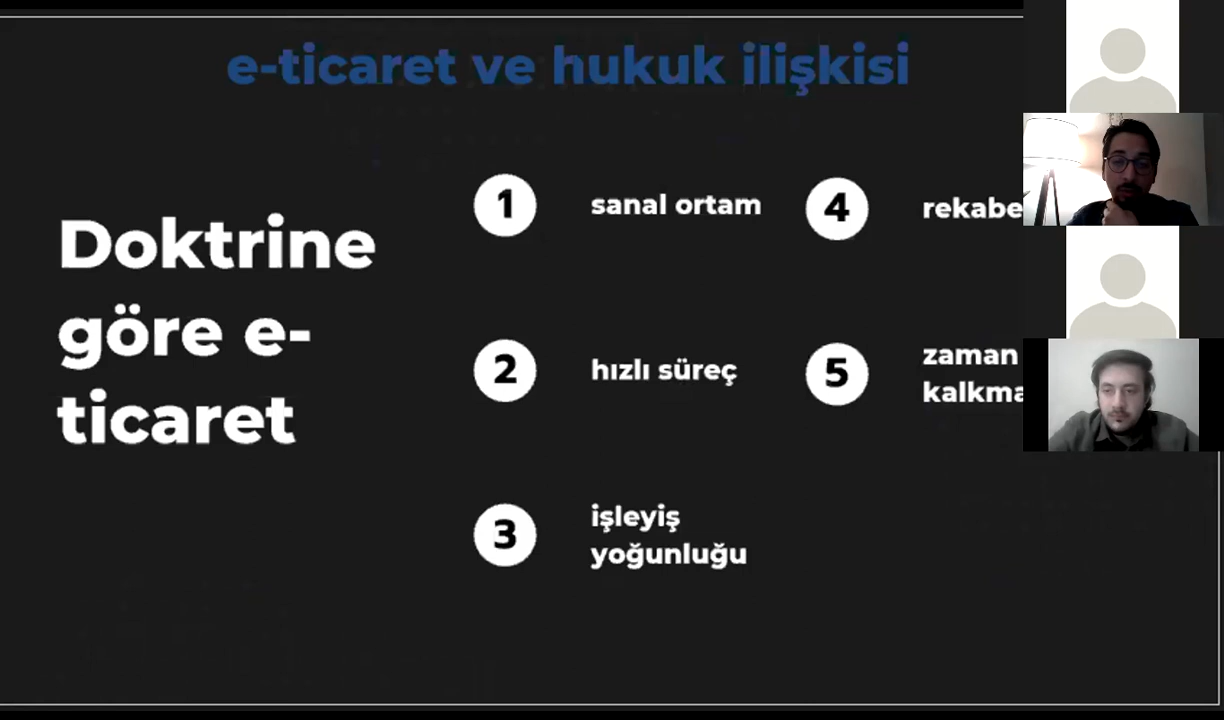 e-ticaret ve hukuk ilişkisi
Doktrine
göre e-
ticaret
1
sanal ortam
2
hızlı süreç
3
işleyiş
yoğunluğu
4
5
zaman